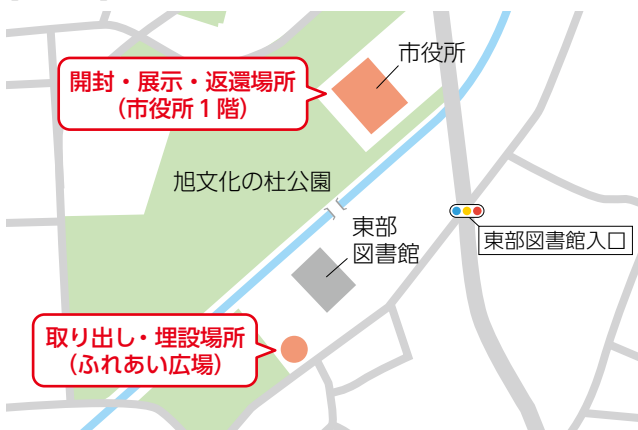 市役所
開封・展示・返還場所
(市役所1階)
旭文化の杜公園
東部
図書館
東部図書館入口
取り出し・埋設場所
(ふれあい広場)